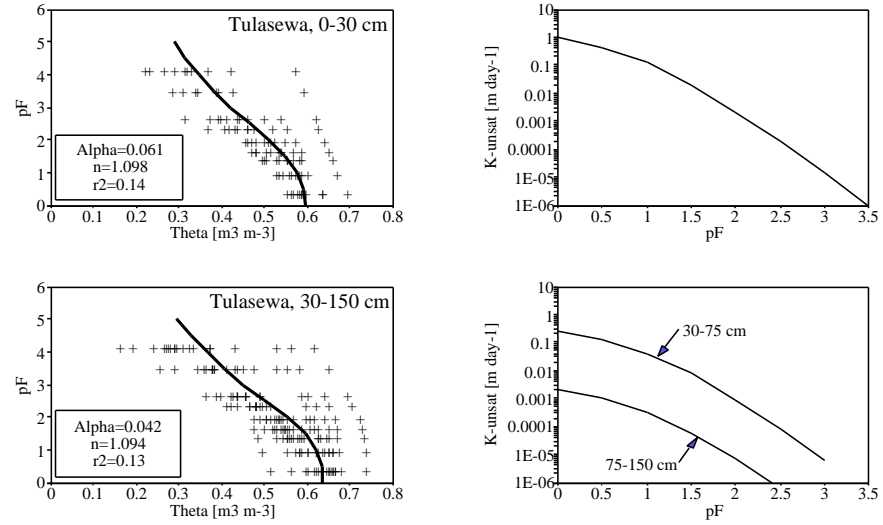 Tulasewa, 0-30 cm
6
5
4
3
2
1
0
pF
Alpha=0.061
n=1.098
r2=0.14
0 0.1 0.2 0.3 0.4 0.5 0.6 0.7 0.8
Theta [m3 m-3]
10
1
0.1
0.01
0.001
0.0001
1E-05
1E-06
K-unsat [m day-1]
0 0.5 1 1.5 2 2.5 3 3.5
pF
Tulasewa, 30-150 cm
6
5
4
3
2
1
0
pF
Alpha=0.042
n=1.094
r2=0.13
0 0.1 0.2 0.3 0.4 0.5 0.6 0.7 0.8
Theta [m3 m-3]
10
1
0.1
0.01
0.001
0.0001
1E-05
1E-06
K-unsat [m day-1]
30-75 cm
75-150 cm
0 0.5 1 1.5 2 2.5 3 3.5
pF